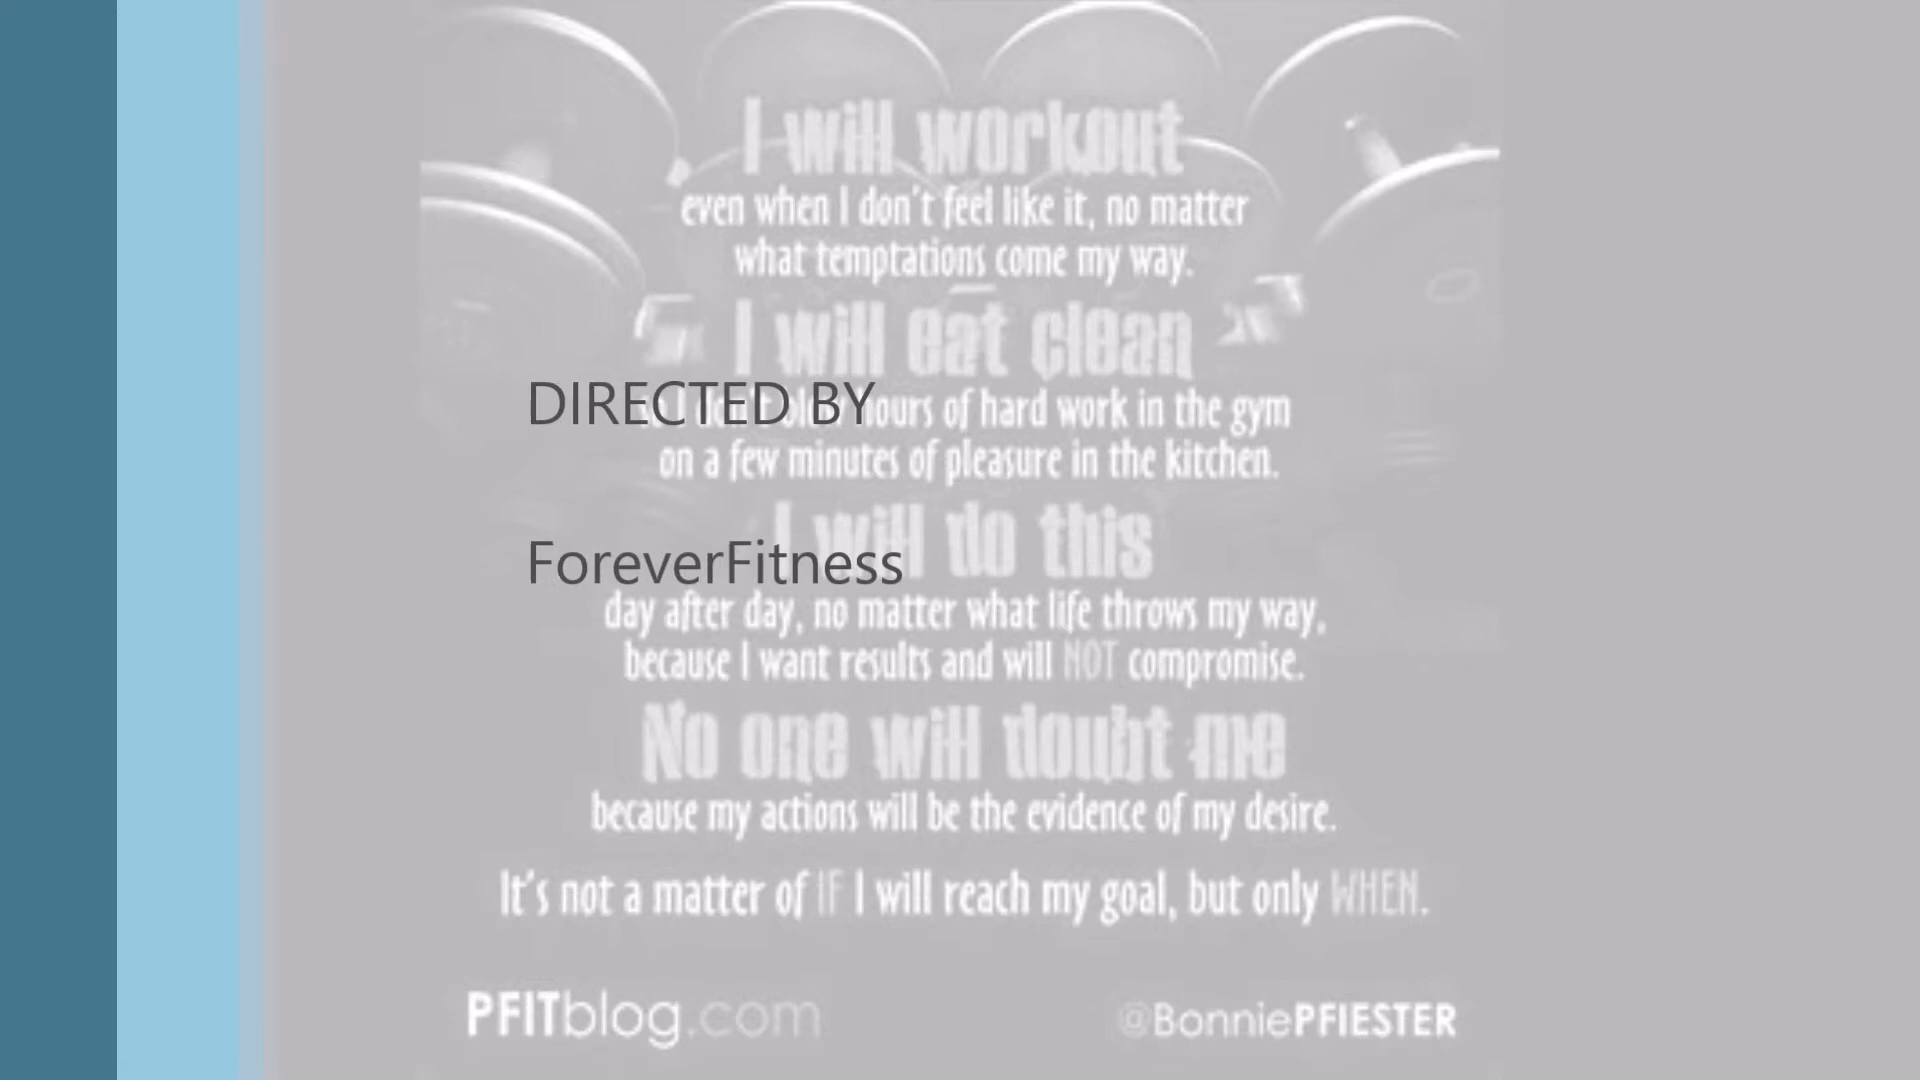 I will workout
even when I don't feel like it, no matter
what temptations come my way.
I will eat clean
DIRECTED BY
hours of hard work in the gym
on a few minutes of pleasure in the kitchen.
I will do this
ForeverFitness
day after day, no matter what life throws my way,
because I want results and will NOT compromise.
No one will doubt me
because my actions will be the evidence of my desire.
It's not a matter of IF I will reach my goal, but only WHEN.
PFITblog.com
@BonniePFIESTER